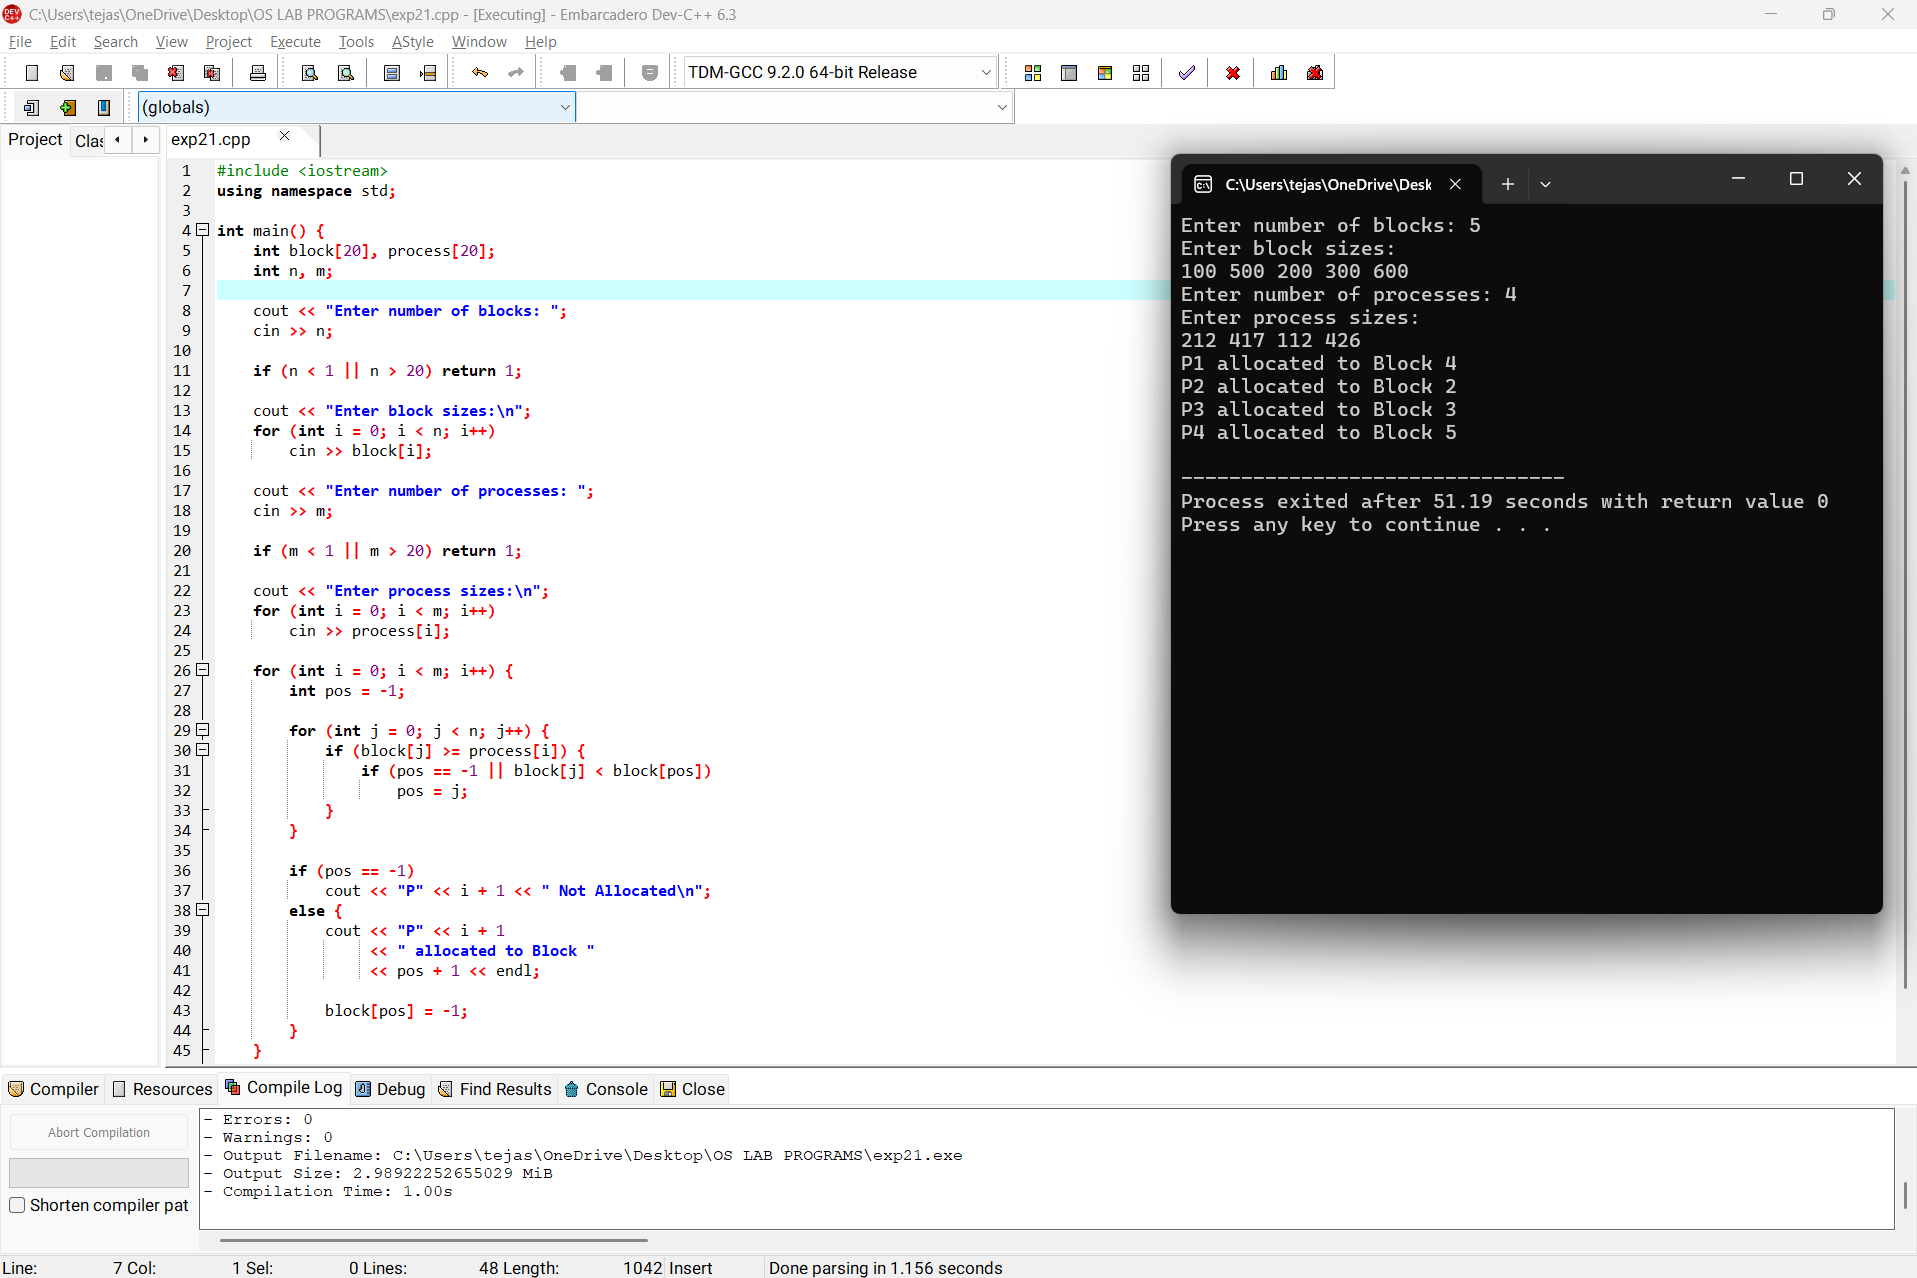 C:\Users\tejas\OneDrive\Desktop\OS LAB PROGRAMS\exp21.cpp - [Executing] - Embarcadero Dev-C++ 6.3
File Edit Search View Project Execute Tools AStyle Window Help
TDM-GCC 9.2.0 64-bit Release
(globals)
Project Clas exp21.cpp
1 #include <iostream>
2 using namespace std;
3
4 int main() {
5 int block[20], process[20];
6 int n, m;
7
8 cout << "Enter number of blocks: ";
9 cin >> n;
10
11 if (n < 1 || n > 20) return 1;
12
13 cout << "Enter block sizes:\n";
14 for (int i = 0; i < n; i++)
15 cin >> block[i];
16
17 cout << "Enter number of processes: ";
18 cin >> m;
19
20 if (m < 1 || m > 20) return 1;
21
22 cout << "Enter process sizes:\n";
23 for (int i = 0; i < m; i++)
24 cin >> process[i];
25
26 for (int i = 0; i < m; i++) {
27 int pos = -1;
28
29 for (int j = 0; j < n; j++) {
30 if (block[j] >= process[i]) {
31 if (pos == -1 || block[j] < block[pos])
32 pos = j;
33 }
34 }
35
36 if (pos == -1)
37 cout << "P" << i + 1 << " Not Allocated\n";
38 else {
39 cout << "P" << i + 1
40 << " allocated to Block "
41 << pos + 1 << endl;
42
43 block[pos] = -1;
44 }
45 }
C:\Users\tejas\OneDrive\Desk
Enter number of blocks: 5
Enter block sizes:
100 500 200 300 600
Enter number of processes: 4
Enter process sizes:
212 417 112 426
P1 allocated to Block 4
P2 allocated to Block 2
P3 allocated to Block 3
P4 allocated to Block 5
--------------------------------
Process exited after 51.19 seconds with return value 0
Press any key to continue . . .
Compiler Resources Compile Log Debug Find Results Console Close
Abort Compilation
Shorten compiler pat
- Errors: 0
- Warnings: 0
- Output Filename: C:\Users\tejas\OneDrive\Desktop\OS LAB PROGRAMS\exp21.exe
- Output Size: 2.98922252655029 MiB
- Compilation Time: 1.00s
Line: 7 Col: 1 Sel: 0 Lines: 48 Length: 1042 Insert Done parsing in 1.156 seconds